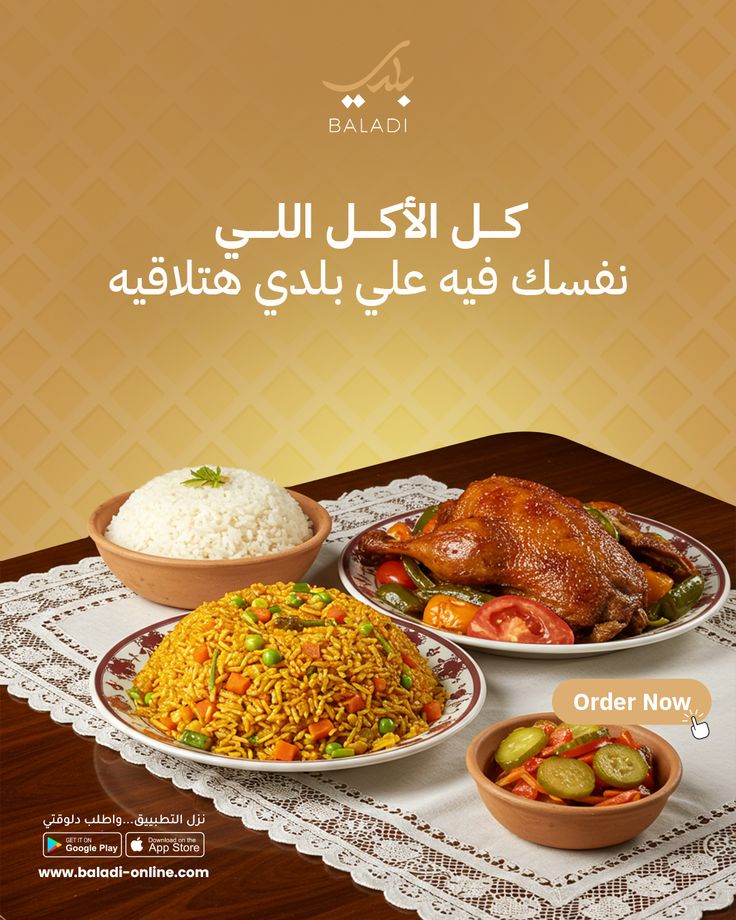 بلدي
BALADI
كل الأكل اللي
نفسك فيه علي بلدي هتلاقيه
Order Now
نزل التطبييق...واطلب دلوقتي
GET IT ON
Google Play
Download on the
App Store
www.baladi-online.com